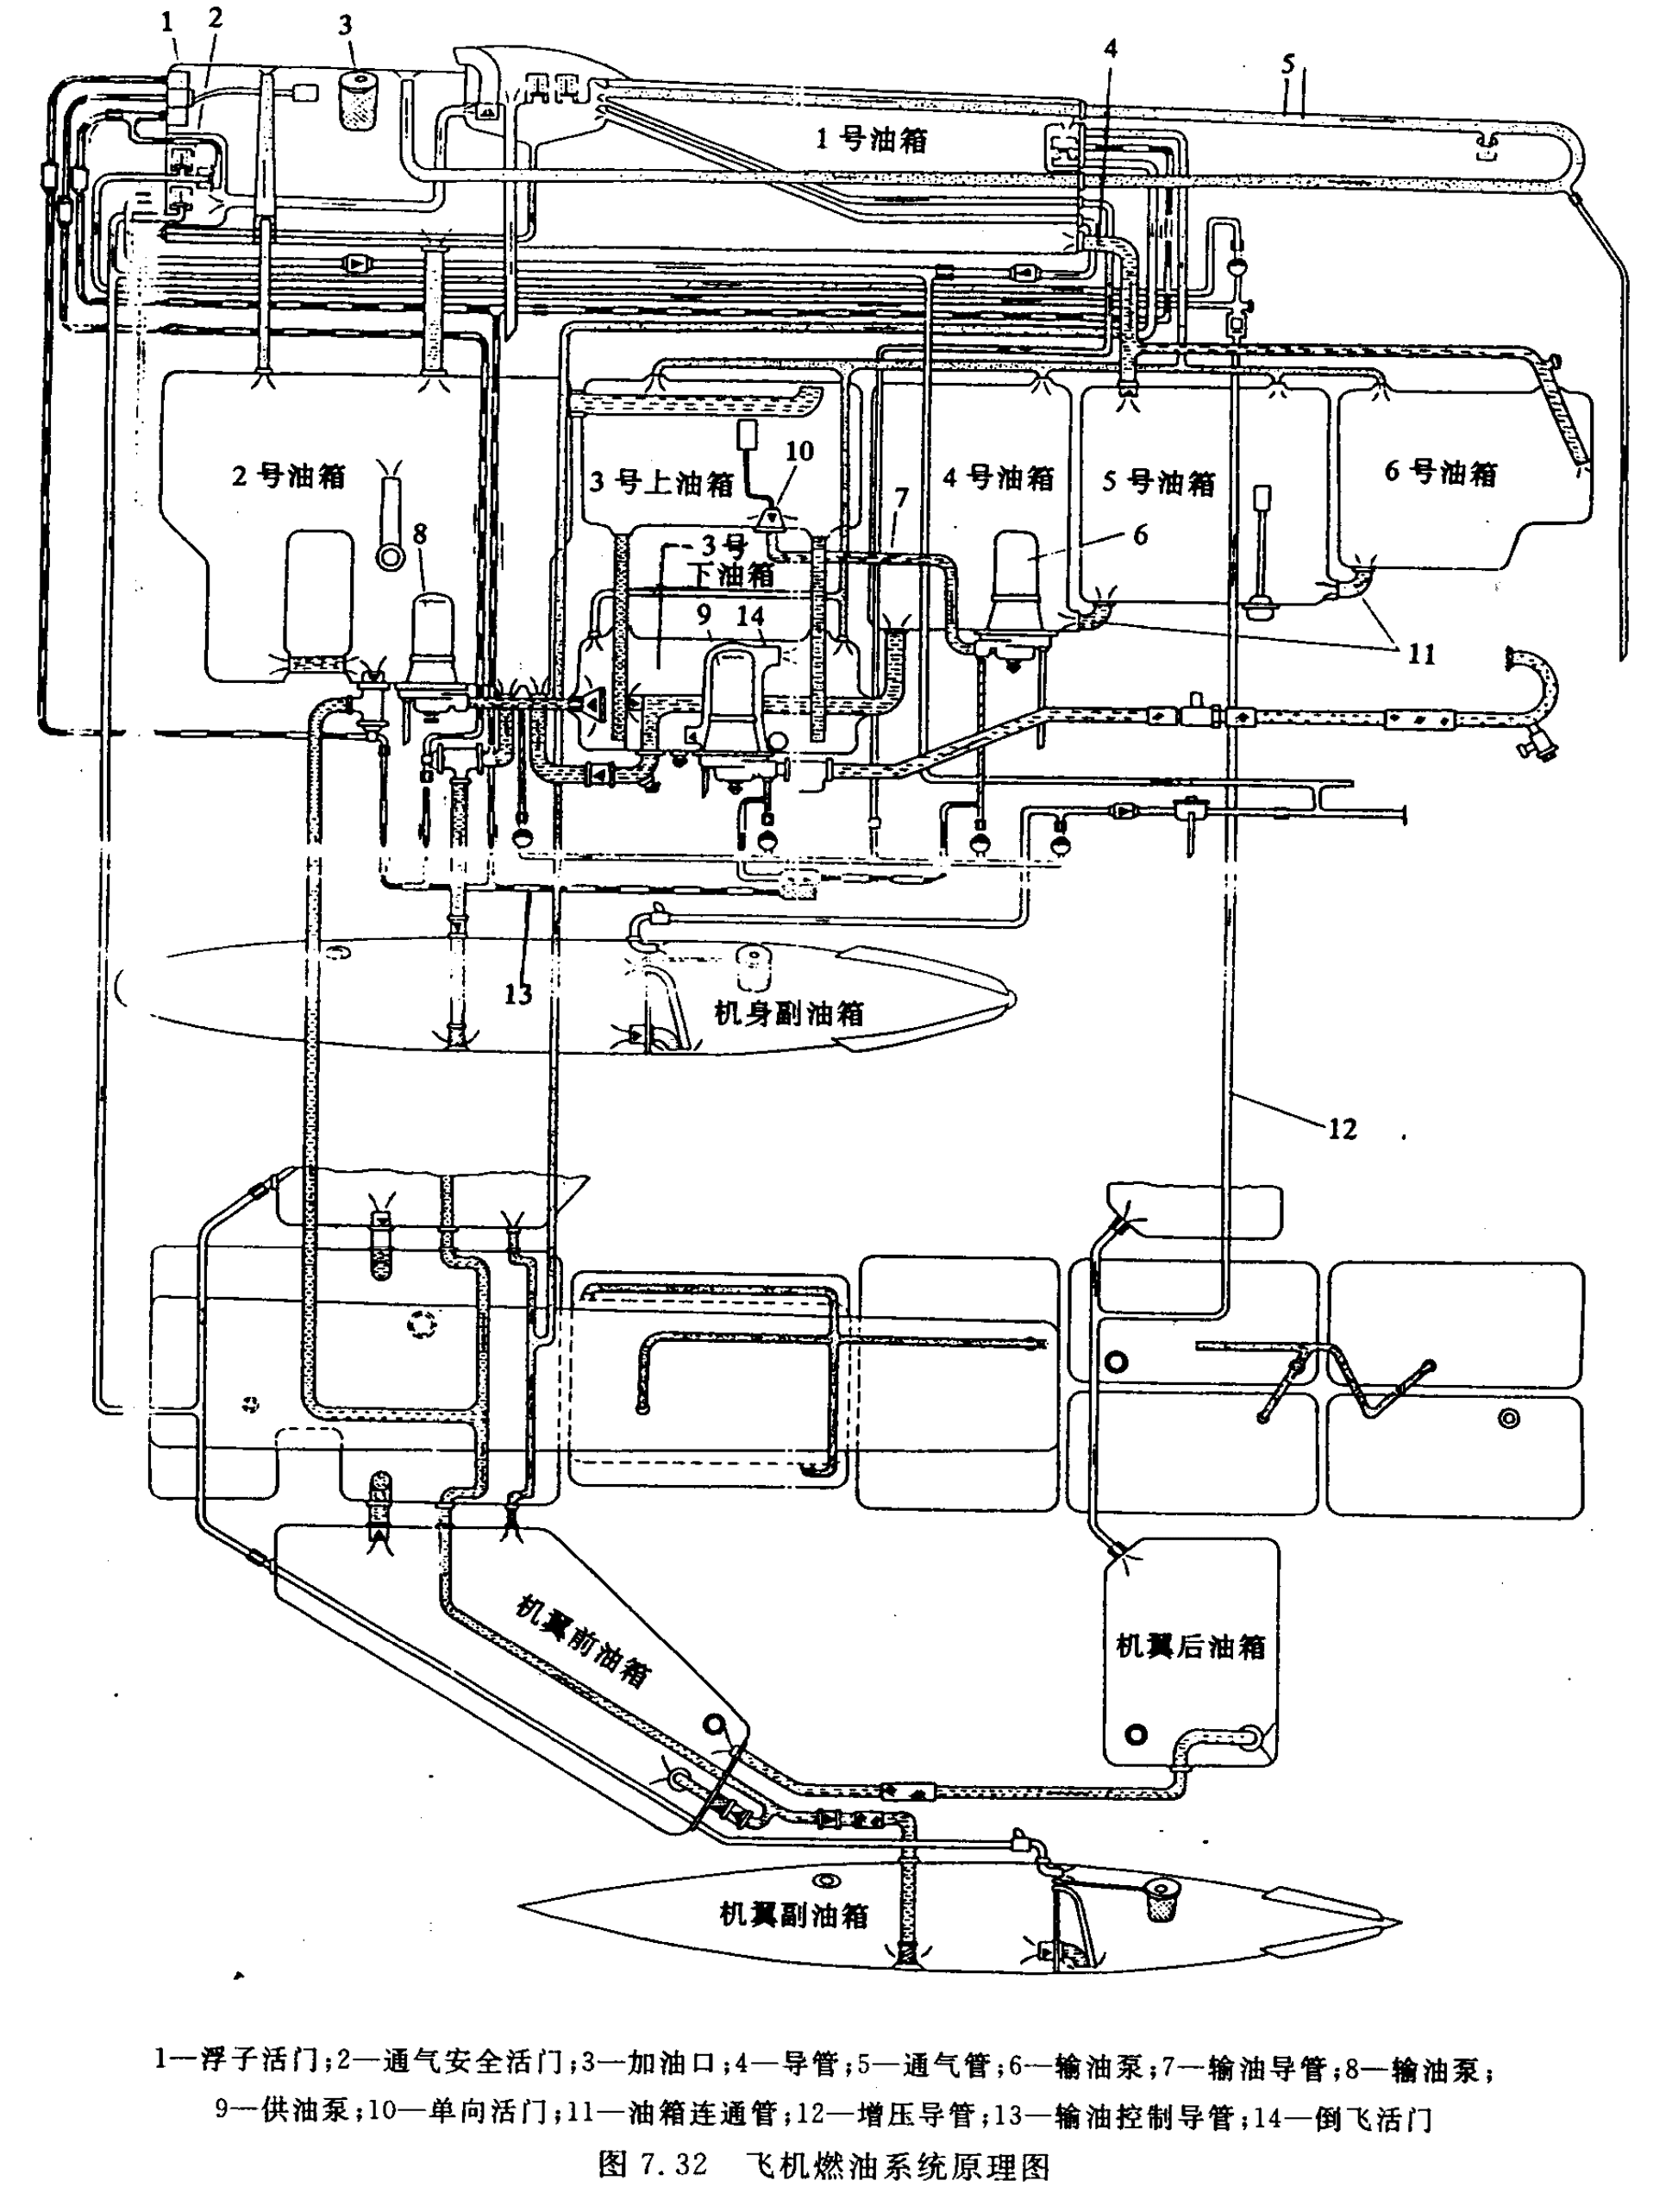 1 2 3
4
5
1号油箱
2号油箱
3号上油箱
10
7
4号油箱
5号油箱
6号油箱
8
6
3号
下油箱
9 14
11
13
机身副油箱
12
机翼前油箱
机翼后油箱
机翼副油箱
1—浮子活门;2—通气安全活门;3—加油口;4—导管;5—通气管;6—输油泵;7—输油导管;8—输油泵;
9—供油泵;10—单向活门;11—油箱连通管;12—增压导管;13—输油控制导管;14—倒飞活门
图 7.32 飞机燃油系统原理图